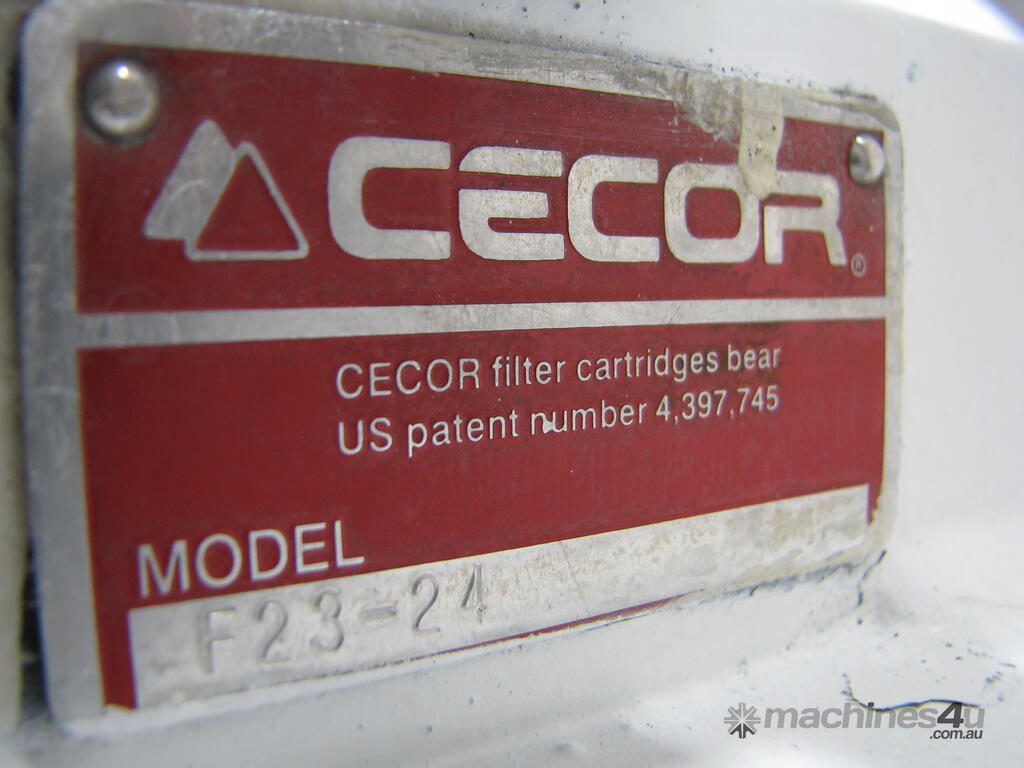 CECOR®
CECOR filter cartridges bear
US patent number 4,397,745
MODEL
F23-24
machines4u
.com.au